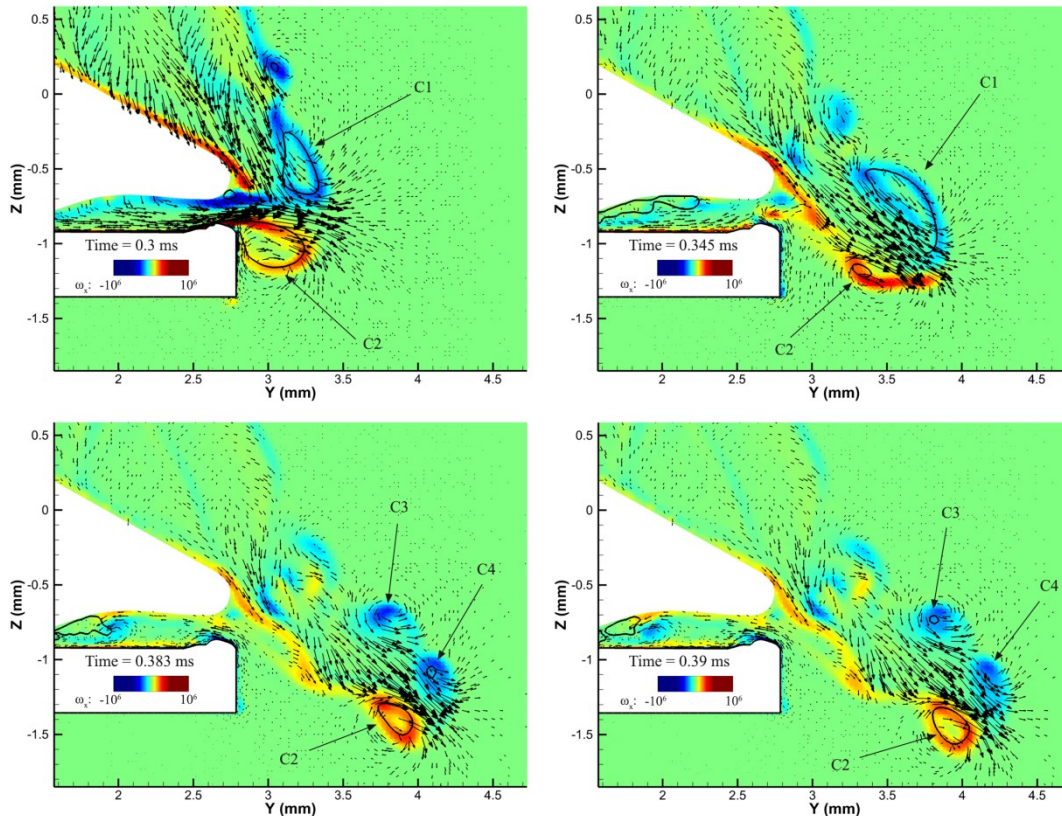 0.5
0
-0.5
-1
-1.5
Z (mm)
C1
Time = 0.3 ms
ωx: -10⁶ 10⁶
C2
2 2.5 3 3.5 4 4.5
Y (mm)
0.5
0
-0.5
-1
-1.5
Z (mm)
C1
Time = 0.345 ms
ωx: -10⁶ 10⁶
C2
2 2.5 3 3.5 4 4.5
Y (mm)
0.5
0
-0.5
-1
-1.5
Z (mm)
C3
C4
Time = 0.383 ms
ωx: -10⁶ 10⁶
C2
2 2.5 3 3.5 4 4.5
Y (mm)
0.5
0
-0.5
-1
-1.5
Z (mm)
C3
C4
Time = 0.39 ms
ωx: -10⁶ 10⁶
C2
2 2.5 3 3.5 4 4.5
Y (mm)